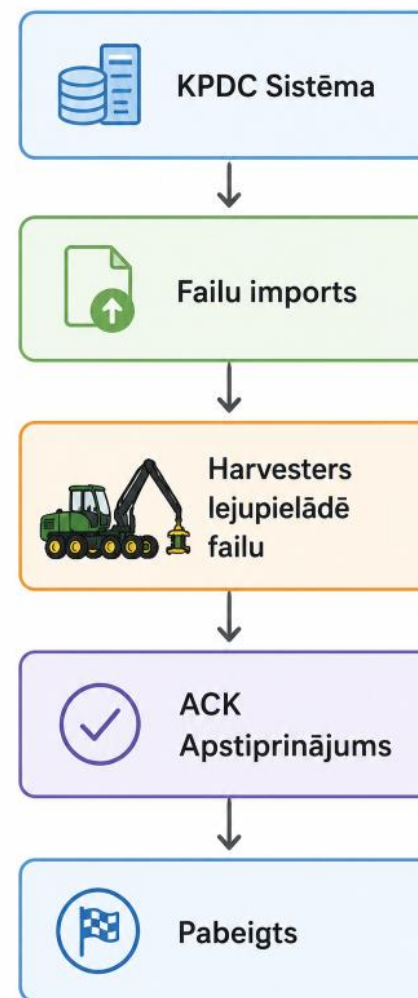 KPDC Sistēma
Failu imports
Harvesters
lejupielādē
failu
ACK
Apstiprinājums
Pabeigts